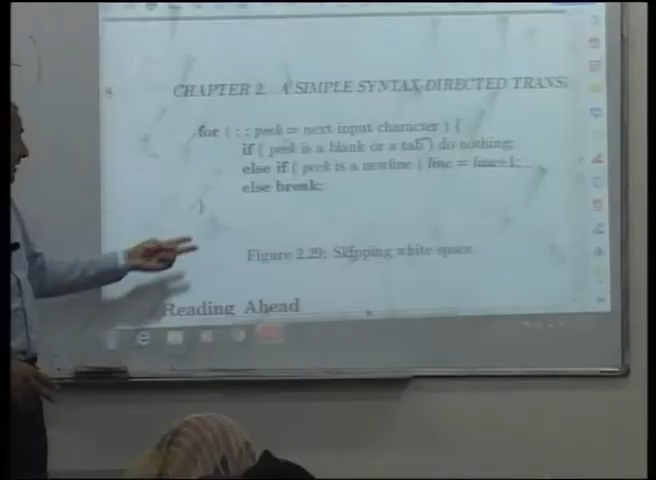 8 CHAPTER 2. A SIMPLE SYNTAX-DIRECTED TRANS
for ( ; ; peek = next input character ) {
if ( peek is a blank or a tab ) do nothing;
else if ( peek is a newline ) line = line+1;
else break;
}
Figure 2.29: Skipping white space
Reading Ahead